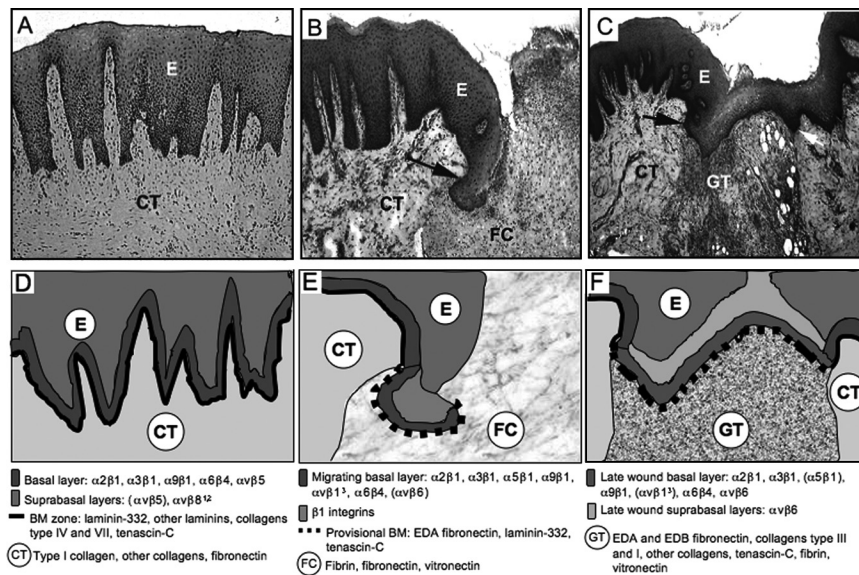 A
E
CT
B
E
CT
FC
C
E
CT
GT
D
E
CT
E
CT
E
FC
F
E
CT
GT
Basal layer: α2β1, α3β1, α9β1, α6β4, αvβ5
Suprabasal layers: (αvβ5), αvβ8¹,²
BM zone: laminin-332, other laminins, collagens
type IV and VII, tenascin-C
CT Type I collagen, other collagens, fibronectin
Migrating basal layer: α2β1, α3β1, α5β1, α9β1,
αvβ1³, α6β4, (αvβ6)
β1 integrins
Provisional BM: EDA fibronectin, laminin-332,
tenascin-C
FC Fibrin, fibronectin, vitronectin
Late wound basal layer: α2β1, α3β1, (α5β1),
α9β1, (αvβ1³), α6β4, αvβ6
Late wound suprabasal layers: αvβ6
GT EDA and EDB fibronectin, collagens type III
and I, other collagens, tenascin-C, fibrin,
vitronectin